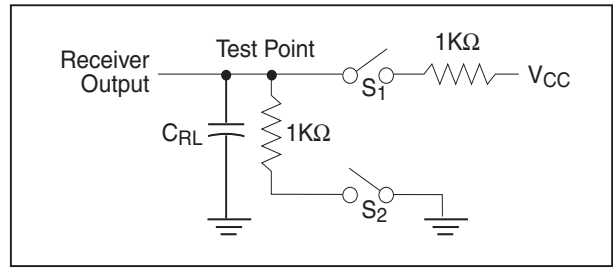 Receiver
Output
Test Point
1KΩ
S1
VCC
CRL
1KΩ
S2